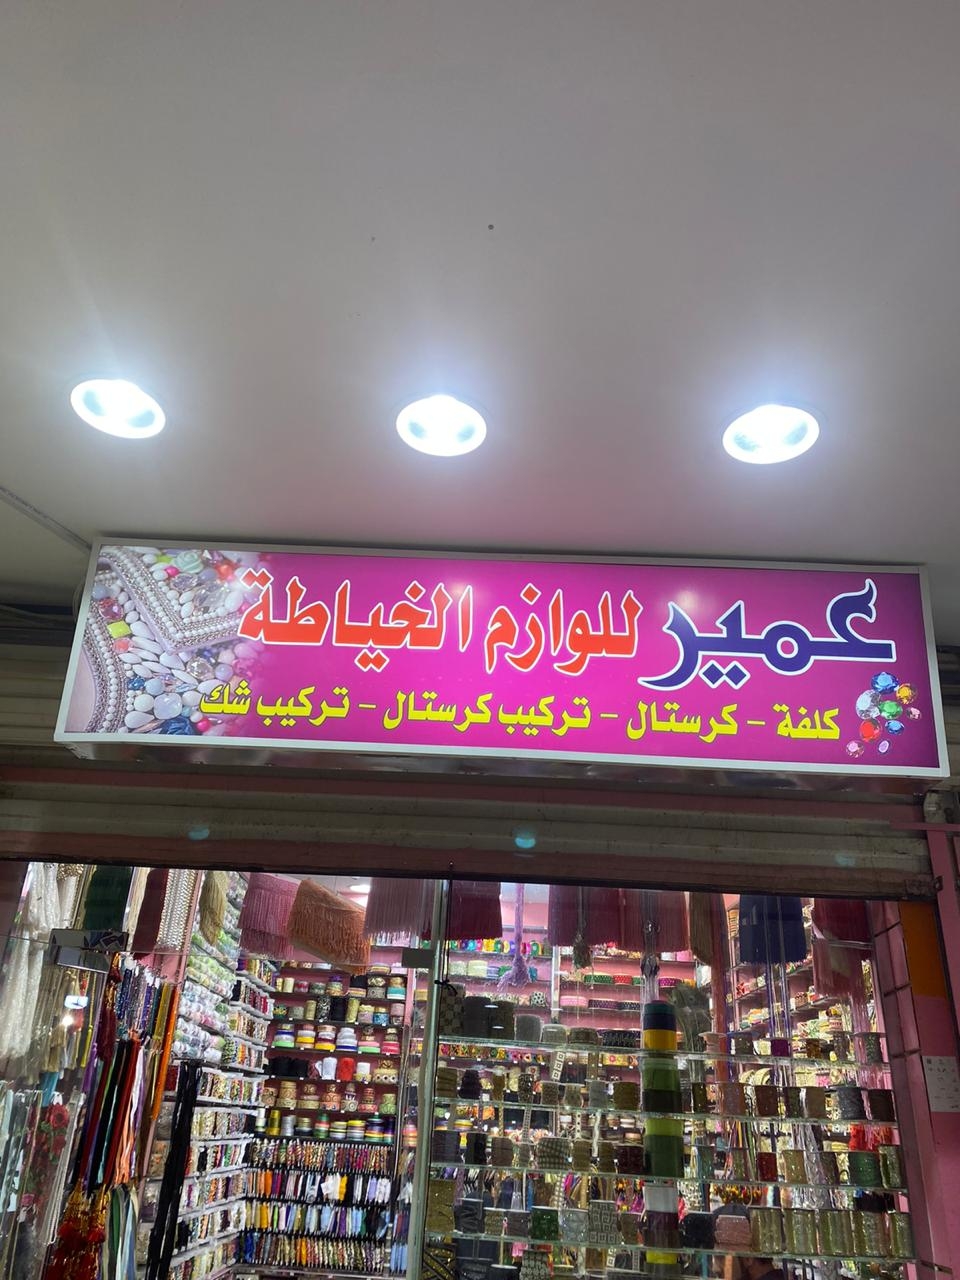 عمير للوازم الخياطة
كلفة - كرستال - تركيب كرستال - تركيب شك